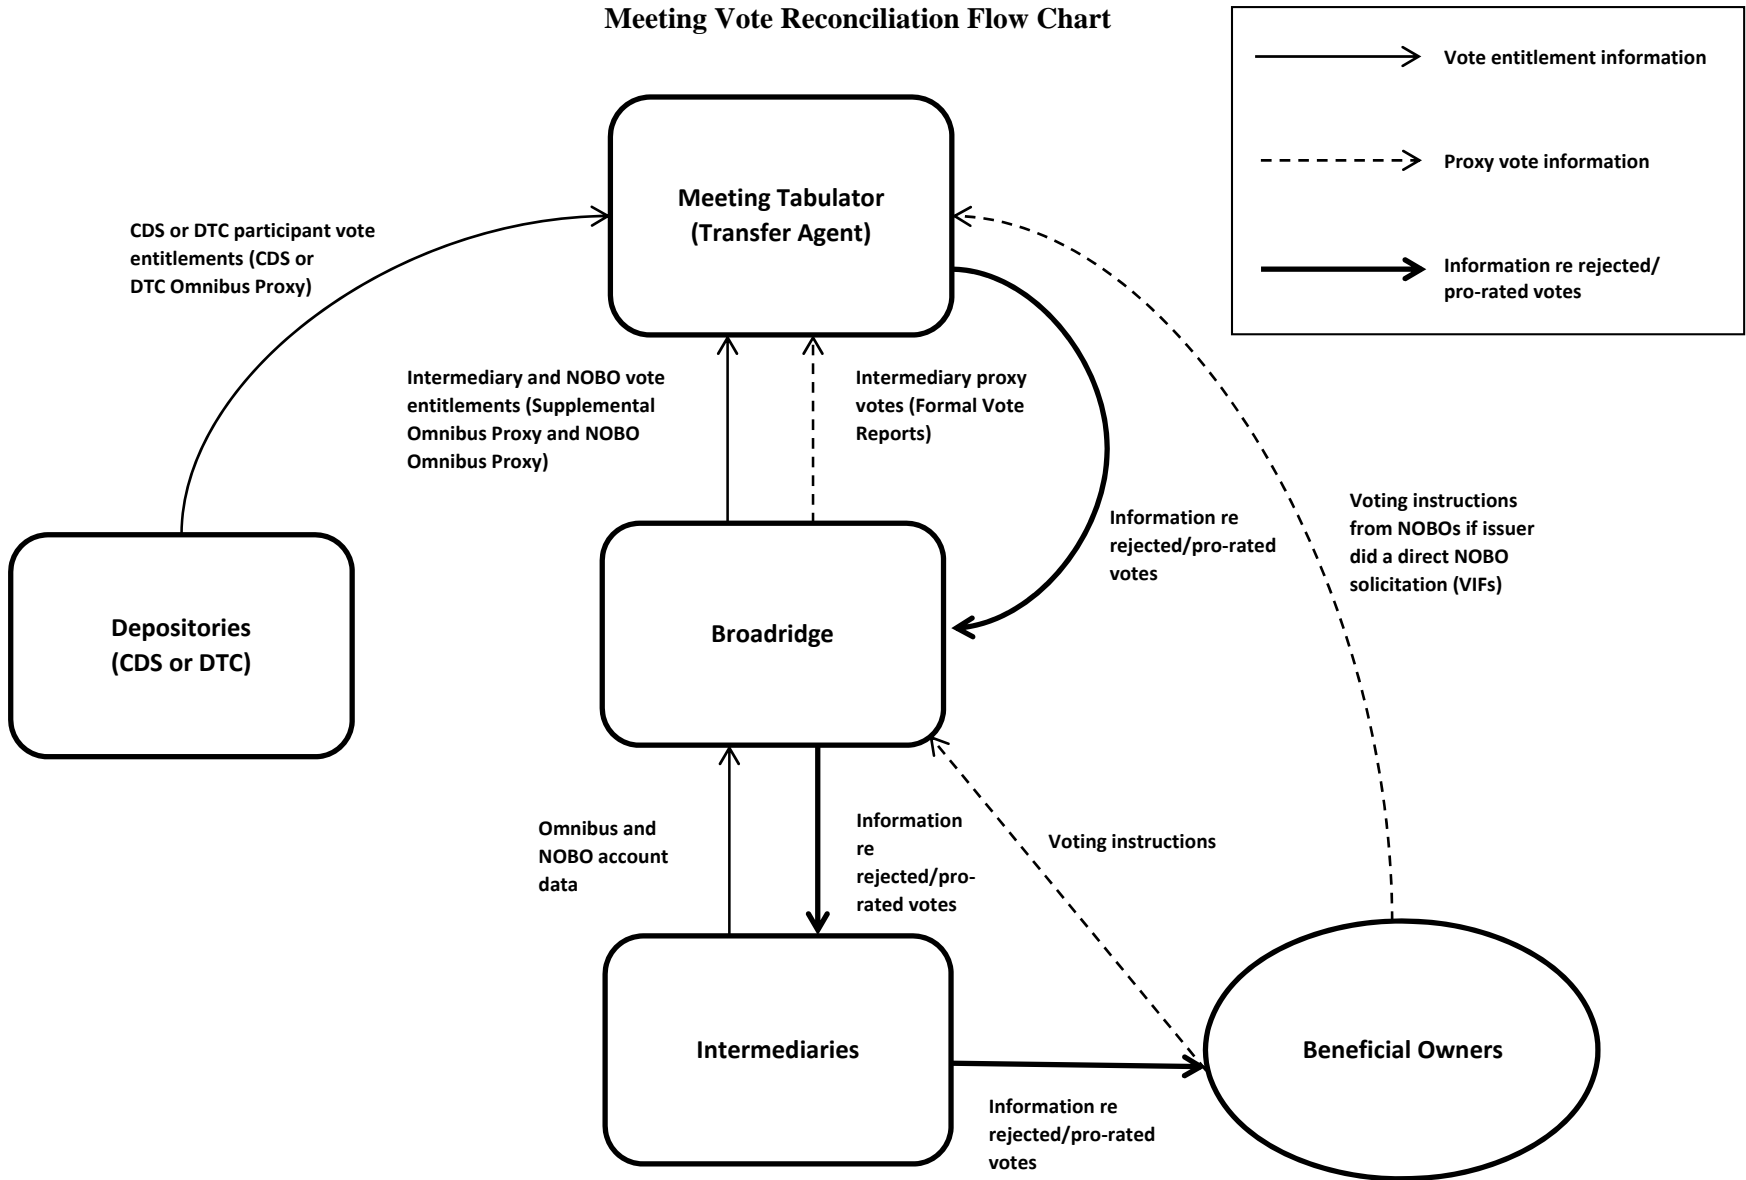 Meeting Vote Reconciliation Flow Chart
Vote entitlement information
Proxy vote information
Information re rejected/
pro-rated votes
Meeting Tabulator
(Transfer Agent)
CDS or DTC participant vote
entitlements (CDS or
DTC Omnibus Proxy)
Intermediary and NOBO vote
entitlements (Supplemental
Omnibus Proxy and NOBO
Omnibus Proxy)
Intermediary proxy
votes (Formal Vote
Reports)
Information re
rejected/pro-rated
votes
Voting instructions
from NOBOs if issuer
did a direct NOBO
solicitation (VIFs)
Depositories
(CDS or DTC)
Broadridge
Omnibus and
NOBO account
data
Information
re
rejected/pro-
rated votes
Voting instructions
Intermediaries
Beneficial Owners
Information re
rejected/pro-rated
votes